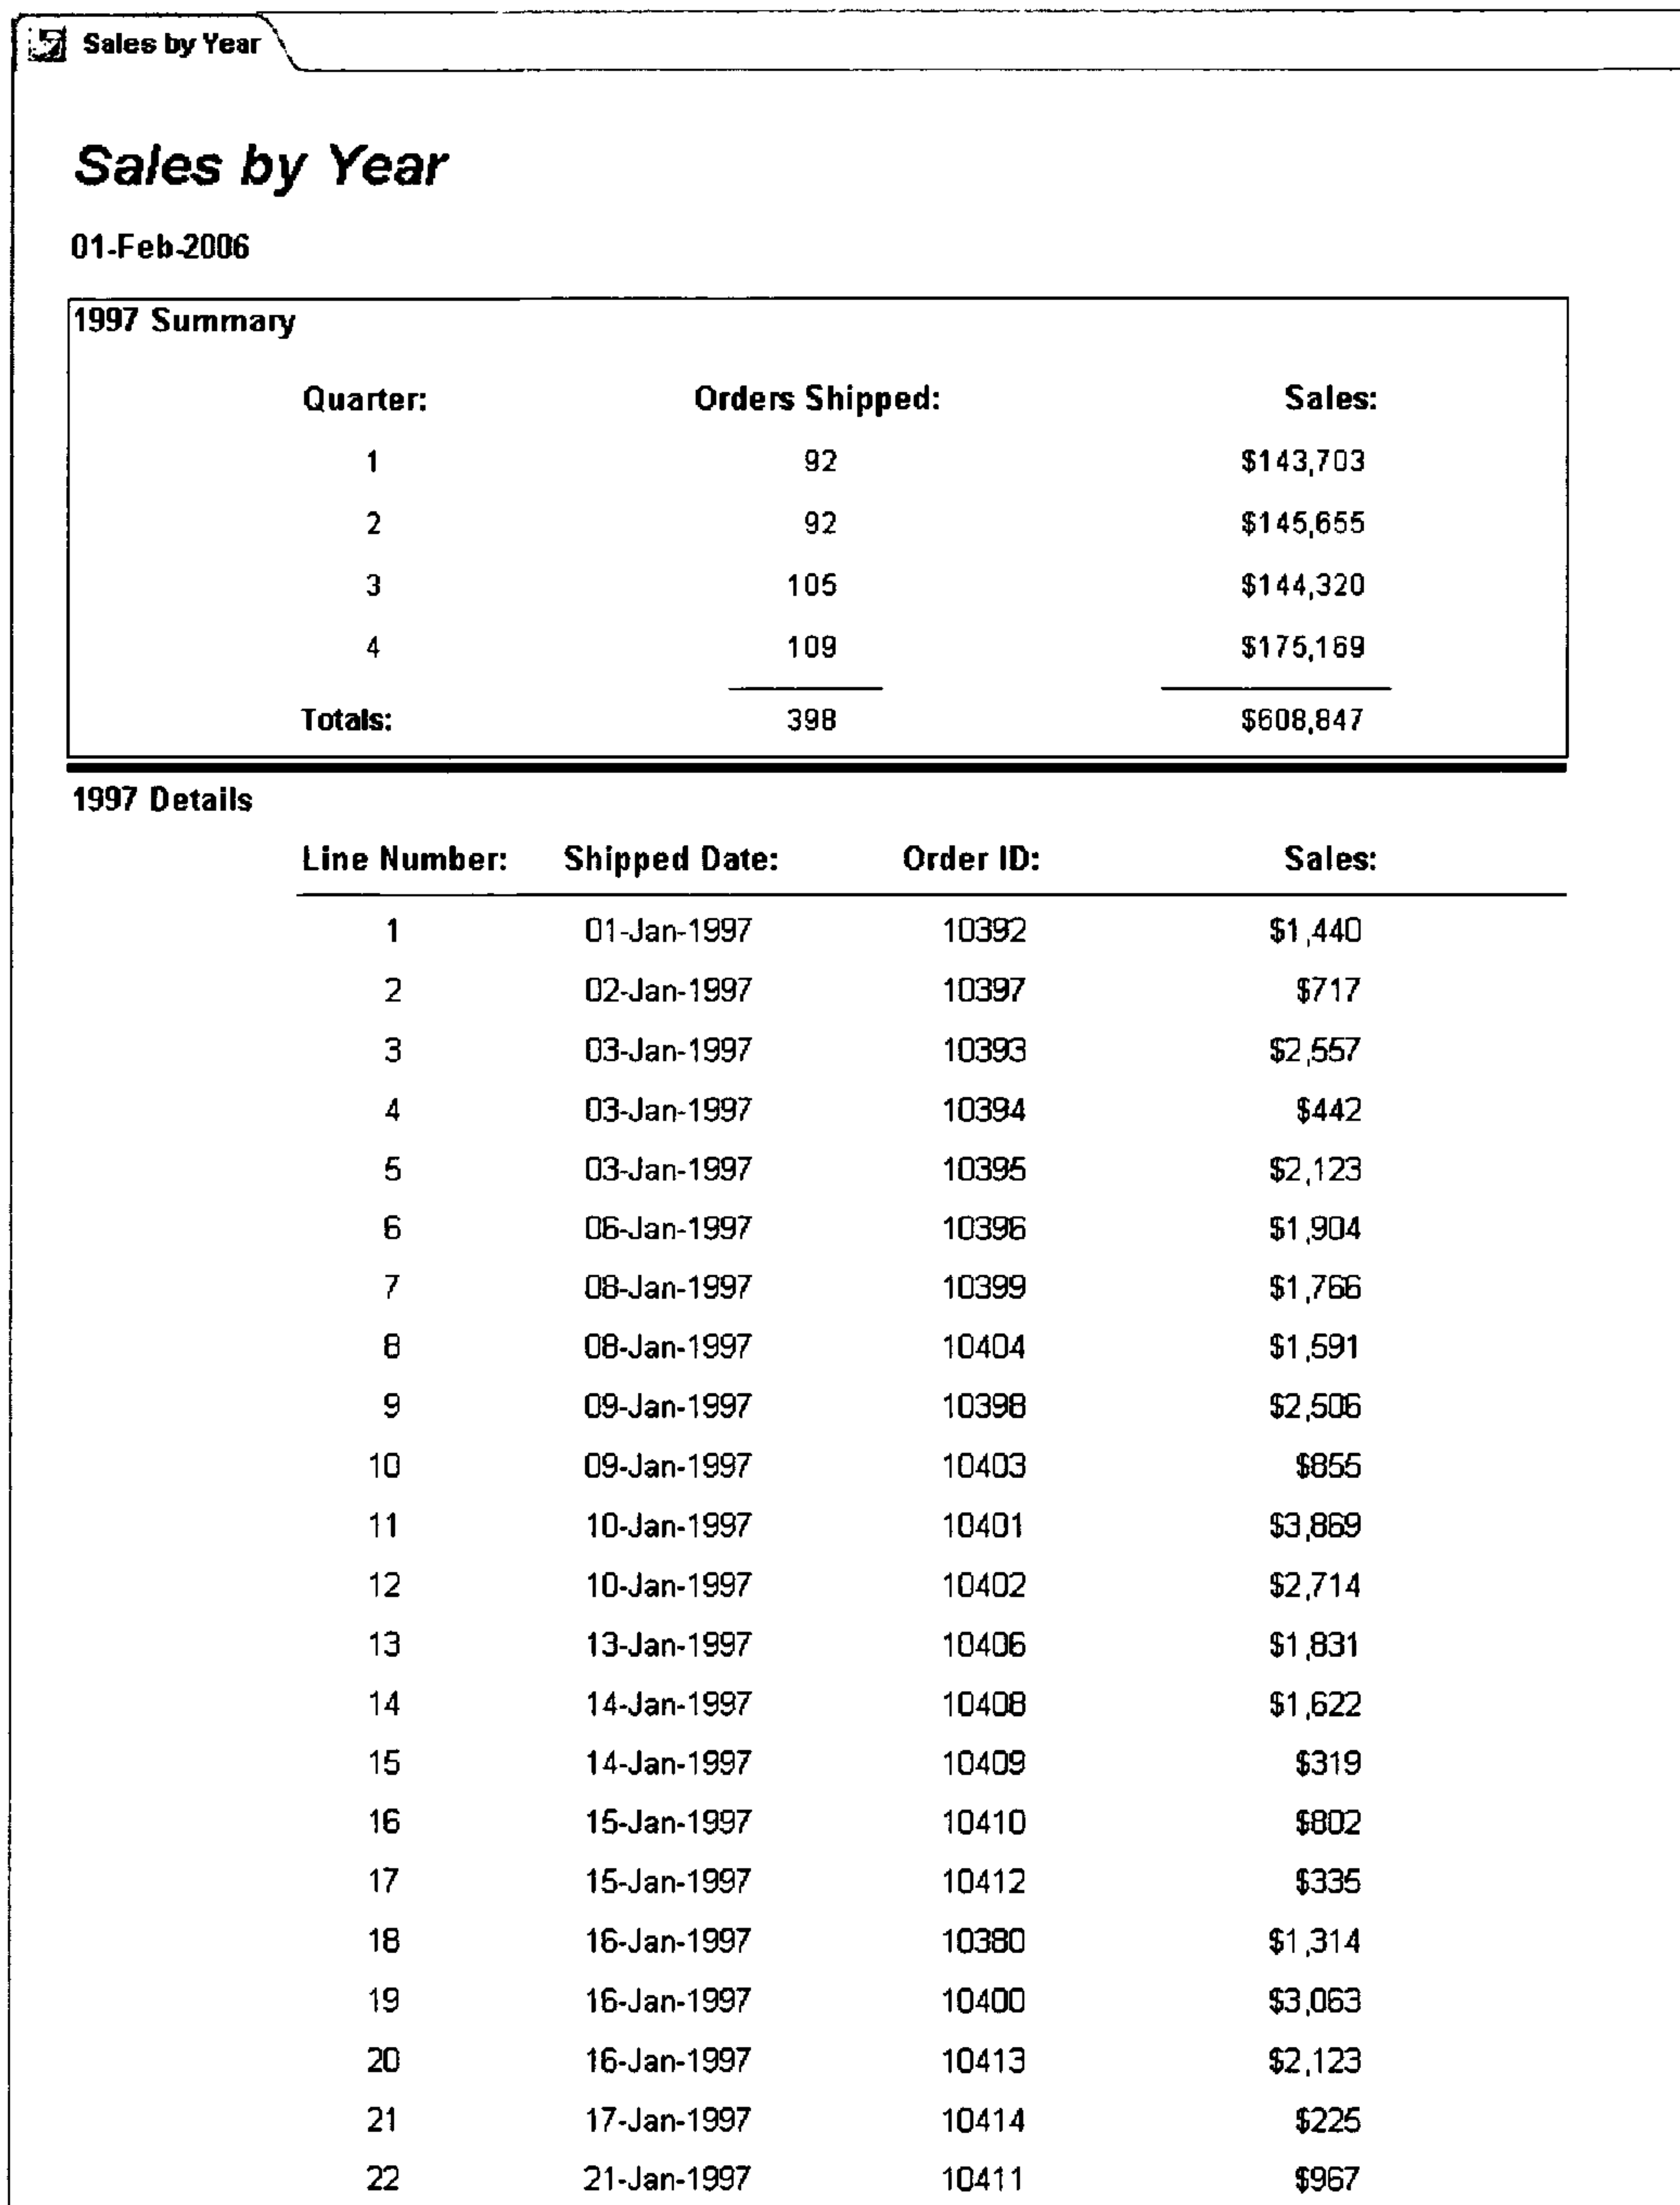 Sales by Year
Sales by Year
01-Feb-2006
1997 Summary
Quarter: Orders Shipped: Sales:
1 92 $143,703
2 92 $145,655
3 105 $144,320
4 109 $175,169
Totals: 398 $608,847
1997 Details
Line Number: Shipped Date: Order ID: Sales:
1 01-Jan-1997 10392 $1,440
2 02-Jan-1997 10397 $717
3 03-Jan-1997 10393 $2,557
4 03-Jan-1997 10394 $442
5 03-Jan-1997 10395 $2,123
6 06-Jan-1997 10396 $1,904
7 08-Jan-1997 10399 $1,766
8 08-Jan-1997 10404 $1,591
9 09-Jan-1997 10398 $2,506
10 09-Jan-1997 10403 $855
11 10-Jan-1997 10401 $3,869
12 10-Jan-1997 10402 $2,714
13 13-Jan-1997 10406 $1,831
14 14-Jan-1997 10408 $1,622
15 14-Jan-1997 10409 $319
16 15-Jan-1997 10410 $802
17 15-Jan-1997 10412 $335
18 16-Jan-1997 10380 $1,314
19 16-Jan-1997 10400 $3,063
20 16-Jan-1997 10413 $2,123
21 17-Jan-1997 10414 $225
22 21-Jan-1997 10411 $967